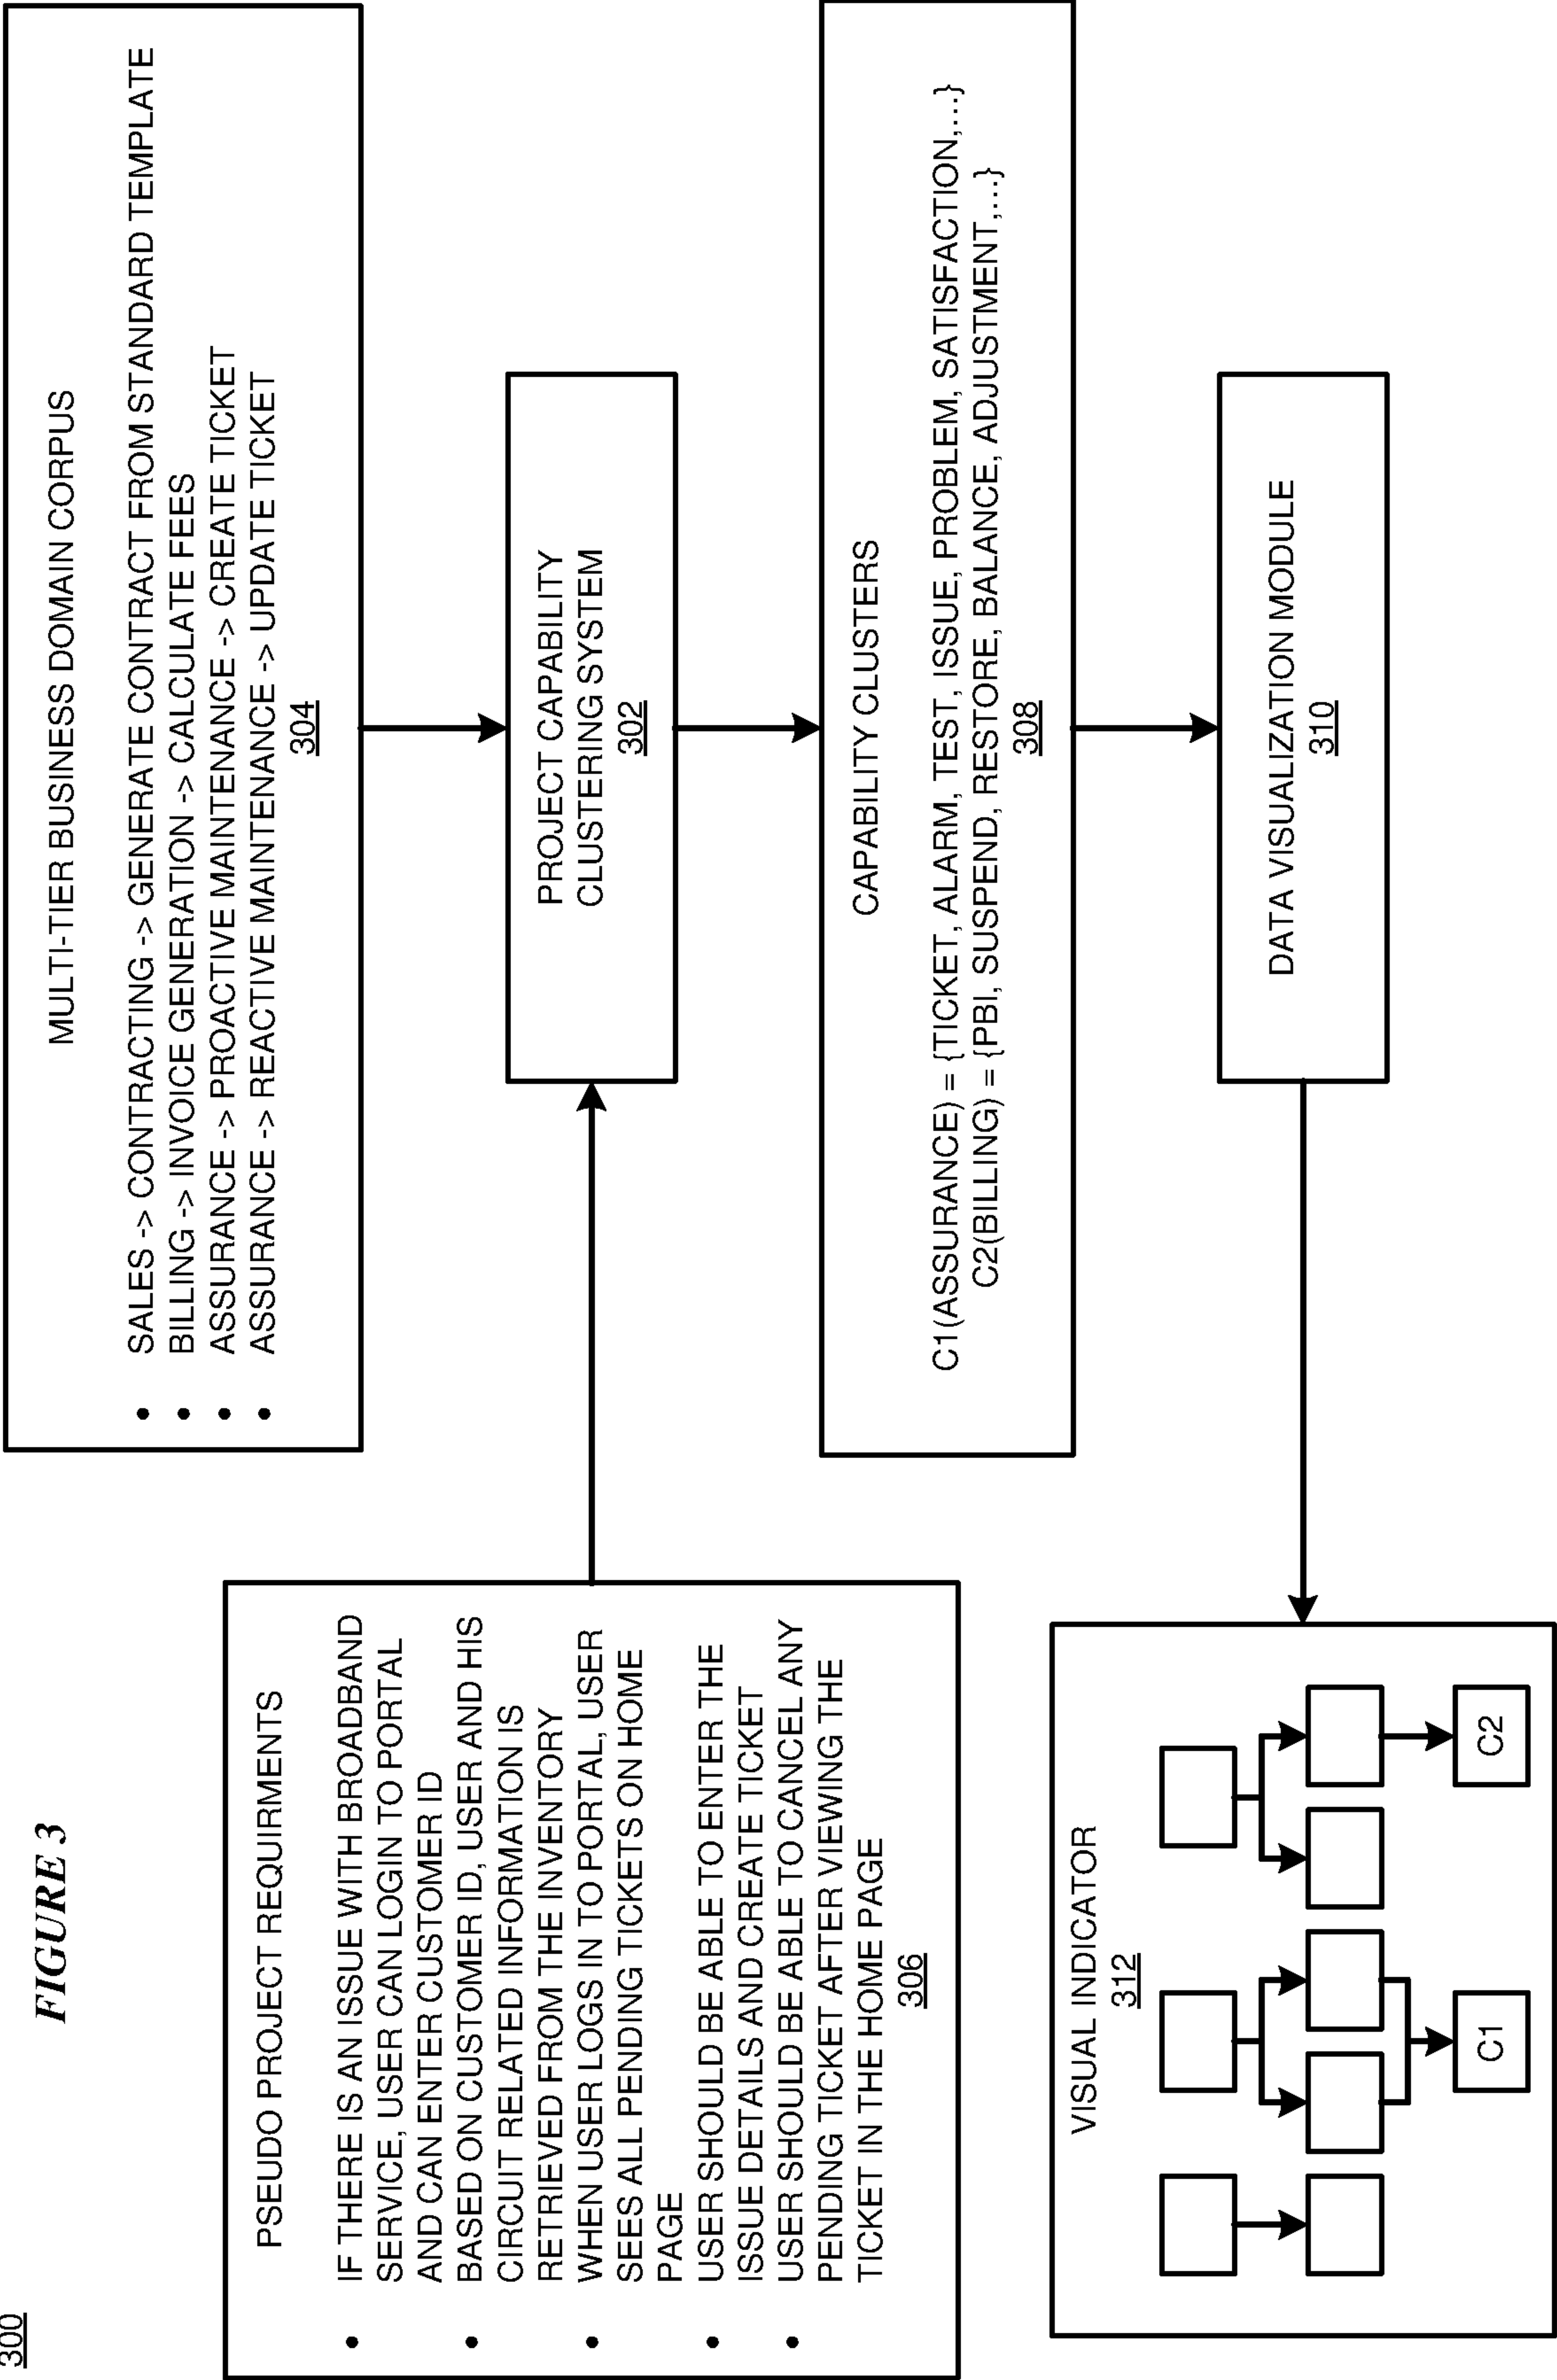 300
FIGURE 3
MULTI-TIER BUSINESS DOMAIN CORPUS
• SALES -> CONTRACTING -> GENERATE CONTRACT FROM STANDARD TEMPLATE
• BILLING -> INVOICE GENERATION -> CALCULATE FEES
• ASSURANCE -> PROACTIVE MAINTENANCE -> CREATE TICKET
• ASSURANCE -> REACTIVE MAINTENANCE -> UPDATE TICKET
304
PSEUDO PROJECT REQUIRMENTS
• IF THERE IS AN ISSUE WITH BROADBAND
SERVICE, USER CAN LOGIN TO PORTAL
AND CAN ENTER CUSTOMER ID
• BASED ON CUSTOMER ID, USER AND HIS
CIRCUIT RELATED INFORMATION IS
RETRIEVED FROM THE INVENTORY
• WHEN USER LOGS IN TO PORTAL, USER
SEES ALL PENDING TICKETS ON HOME
PAGE
• USER SHOULD BE ABLE TO ENTER THE
ISSUE DETAILS AND CREATE TICKET
• USER SHOULD BE ABLE TO CANCEL ANY
PENDING TICKET AFTER VIEWING THE
TICKET IN THE HOME PAGE
306
PROJECT CAPABILITY
CLUSTERING SYSTEM
302
CAPABILITY CLUSTERS
C1(ASSURANCE) = {TICKET, ALARM, TEST, ISSUE, PROBLEM, SATISFACTION,...}
C2(BILLING) = {PBI, SUSPEND, RESTORE, BALANCE, ADJUSTMENT,...}
308
DATA VISUALIZATION MODULE
310
VISUAL INDICATOR
312
C1
C2